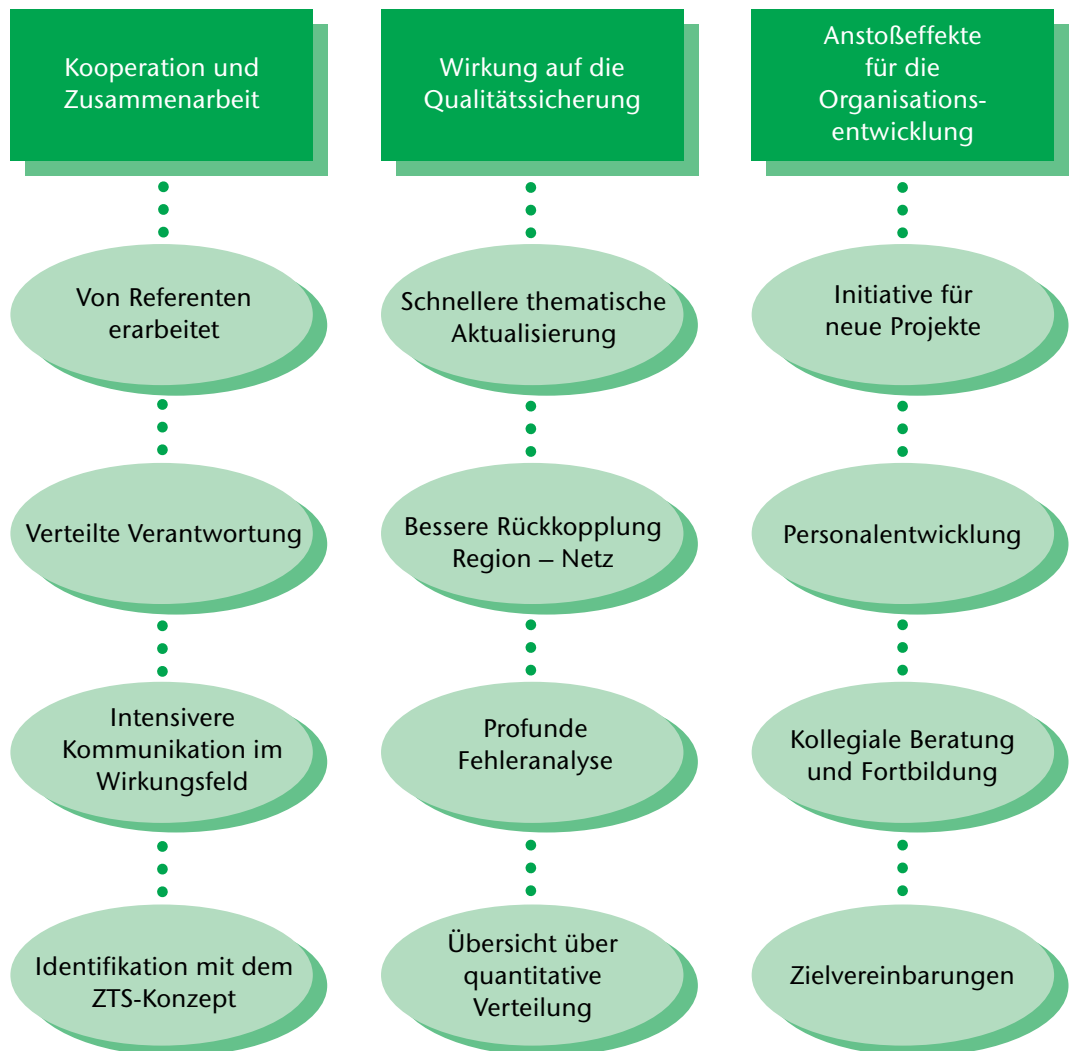 Kooperation und
Zusammenarbeit
Von Referenten
erarbeitet
Verteilte Verantwortung
Intensivere
Kommunikation im
Wirkungsfeld
Identifikation mit dem
ZTS-Konzept
Wirkung auf die
Qualitätssicherung
Schnellere thematische
Aktualisierung
Bessere Rückkopplung
Region – Netz
Profunde
Fehleranalyse
Übersicht über
quantitative
Verteilung
Anstoßeffekte
für die
Organisations-
entwicklung
Initiative für
neue Projekte
Personalentwicklung
Kollegiale Beratung
und Fortbildung
Zielvereinbarungen